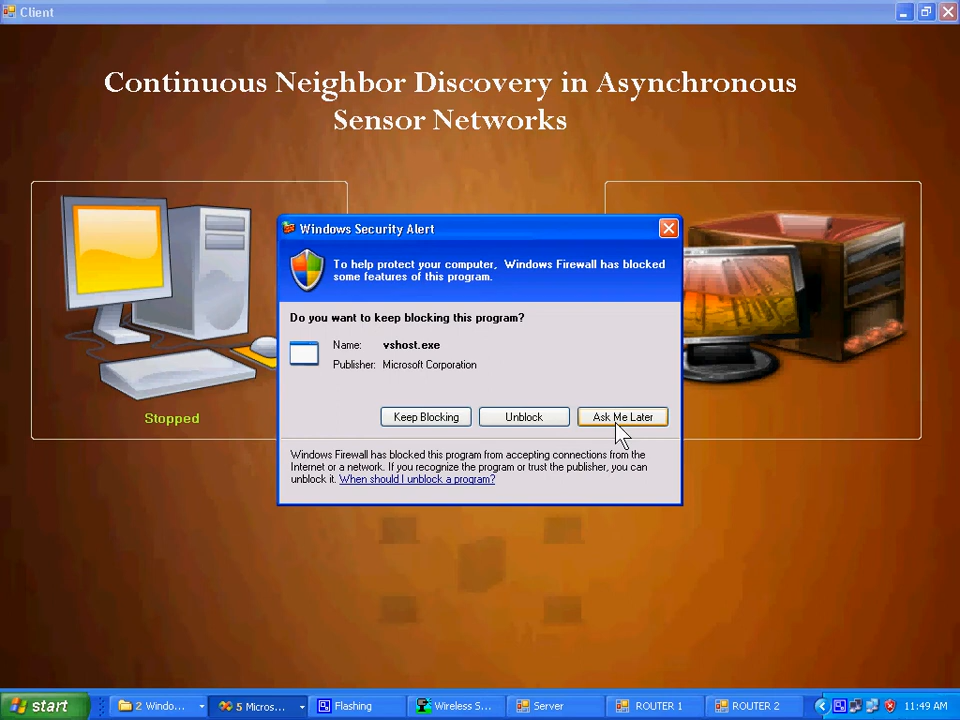 Client
Continuous Neighbor Discovery in Asynchronous
Sensor Networks
Windows Security Alert
To help protect your computer, Windows Firewall has blocked
some features of this program.
Do you want to keep blocking this program?
Name: vshost.exe
Publisher: Microsoft Corporation
Keep Blocking Unblock Ask Me Later
Stopped
Windows Firewall has blocked this program from accepting connections from the
Internet or a network. If you recognize the program or trust the publisher, you can
unblock it. When should I unblock a program?
start 2 Windo... 5 Micros... Flashing Wireless S... Server ROUTER 1 ROUTER 2 11:49 AM